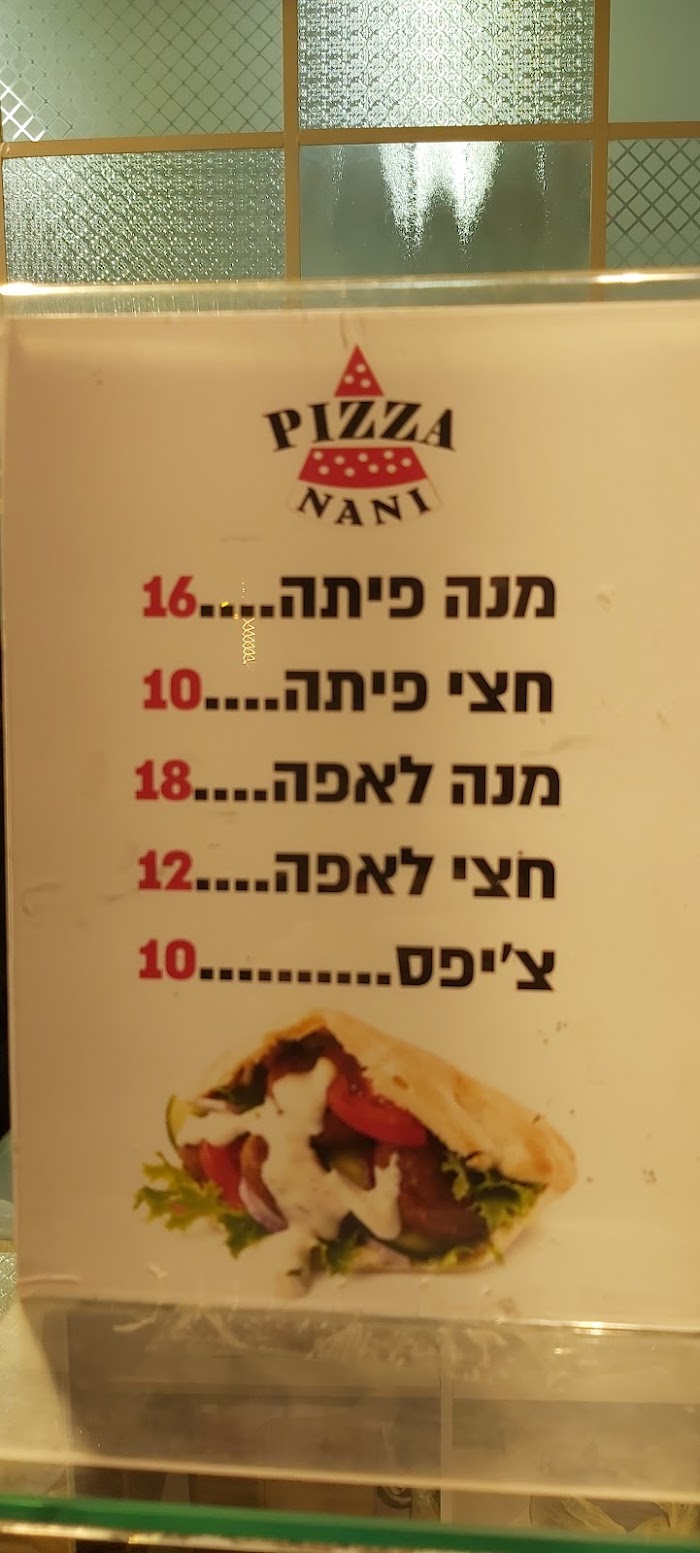 PIZZA
NANI
מנה פיתה....16
חצי פיתה....10
מנה לאפה....18
חצי לאפה....12
צ'יפס..........10